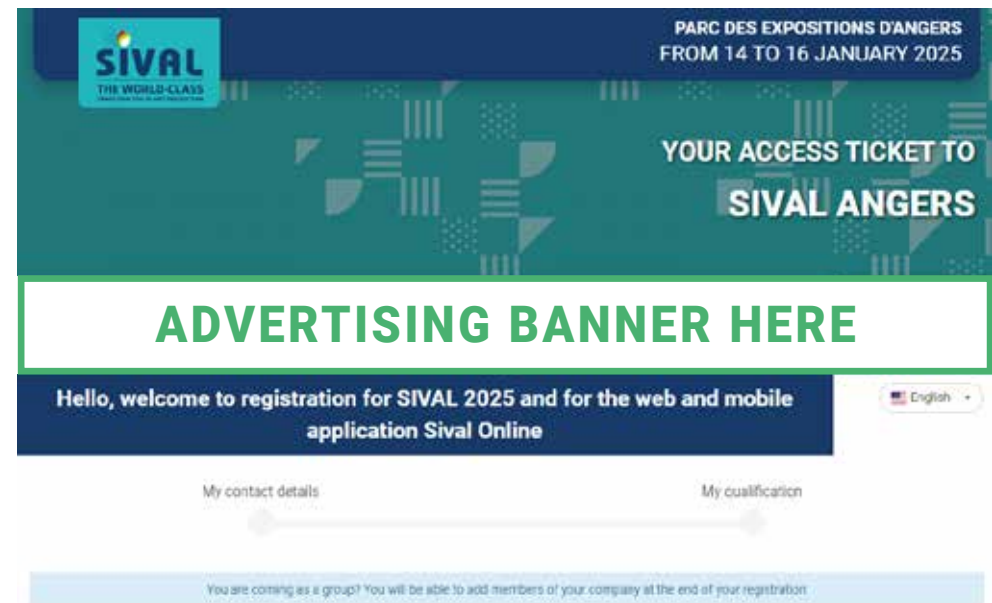 SIVAL
THE WORLD-CLASS
PARC DES EXPOSITIONS D'ANGERS
FROM 14 TO 16 JANUARY 2025
YOUR ACCESS TICKET TO
SIVAL ANGERS
ADVERTISING BANNER HERE
Hello, welcome to registration for SIVAL 2025 and for the web and mobile
application Sival Online
English
My contact details
My qualification
You are coming as a group? You will be able to add members of your company at the end of your registration